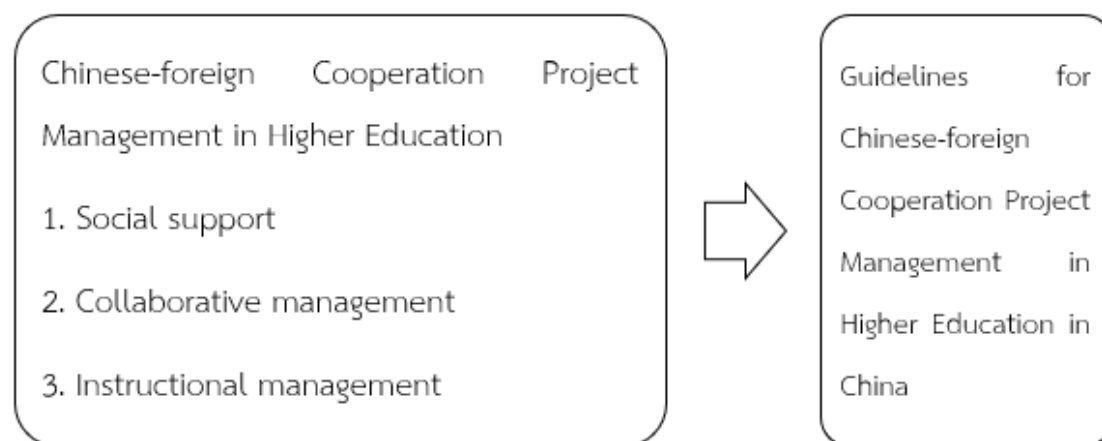 Chinese-foreign Cooperation Project
Management in Higher Education
1. Social support
2. Collaborative management
3. Instructional management
Guidelines for
Chinese-foreign
Cooperation Project
Management in
Higher Education in
China